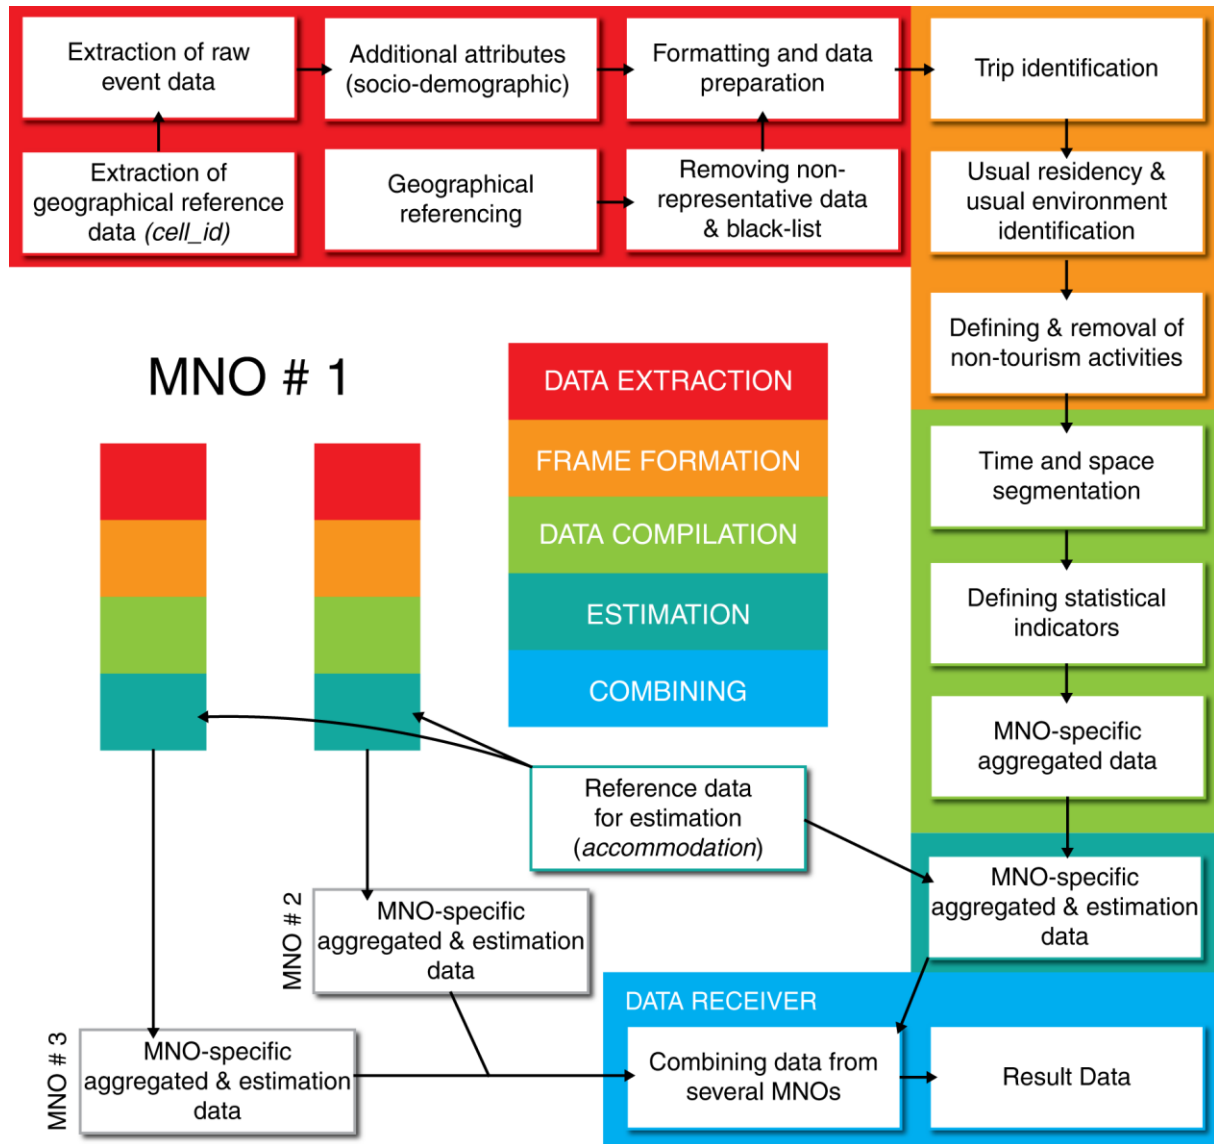 Extraction of raw
event data
Additional attributes
(socio-demographic)
Formatting and data
preparation
Trip identification
Extraction of
geographical reference
data (cell_id)
Geographical
referencing
Removing non-
representative data
& black-list
Usual residency &
usual environment
identification
Defining & removal of
non-tourism activities
MNO # 1
DATA EXTRACTION
FRAME FORMATION
DATA COMPILATION
ESTIMATION
COMBINING
Time and space
segmentation
Defining statistical
indicators
MNO-specific
aggregated data
Reference data
for estimation
(accommodation)
MNO-specific
aggregated & estimation
data
MNO # 2
MNO-specific
aggregated & estimation
data
MNO # 3
MNO-specific
aggregated & estimation
data
DATA RECEIVER
Combining data from
several MNOs
Result Data